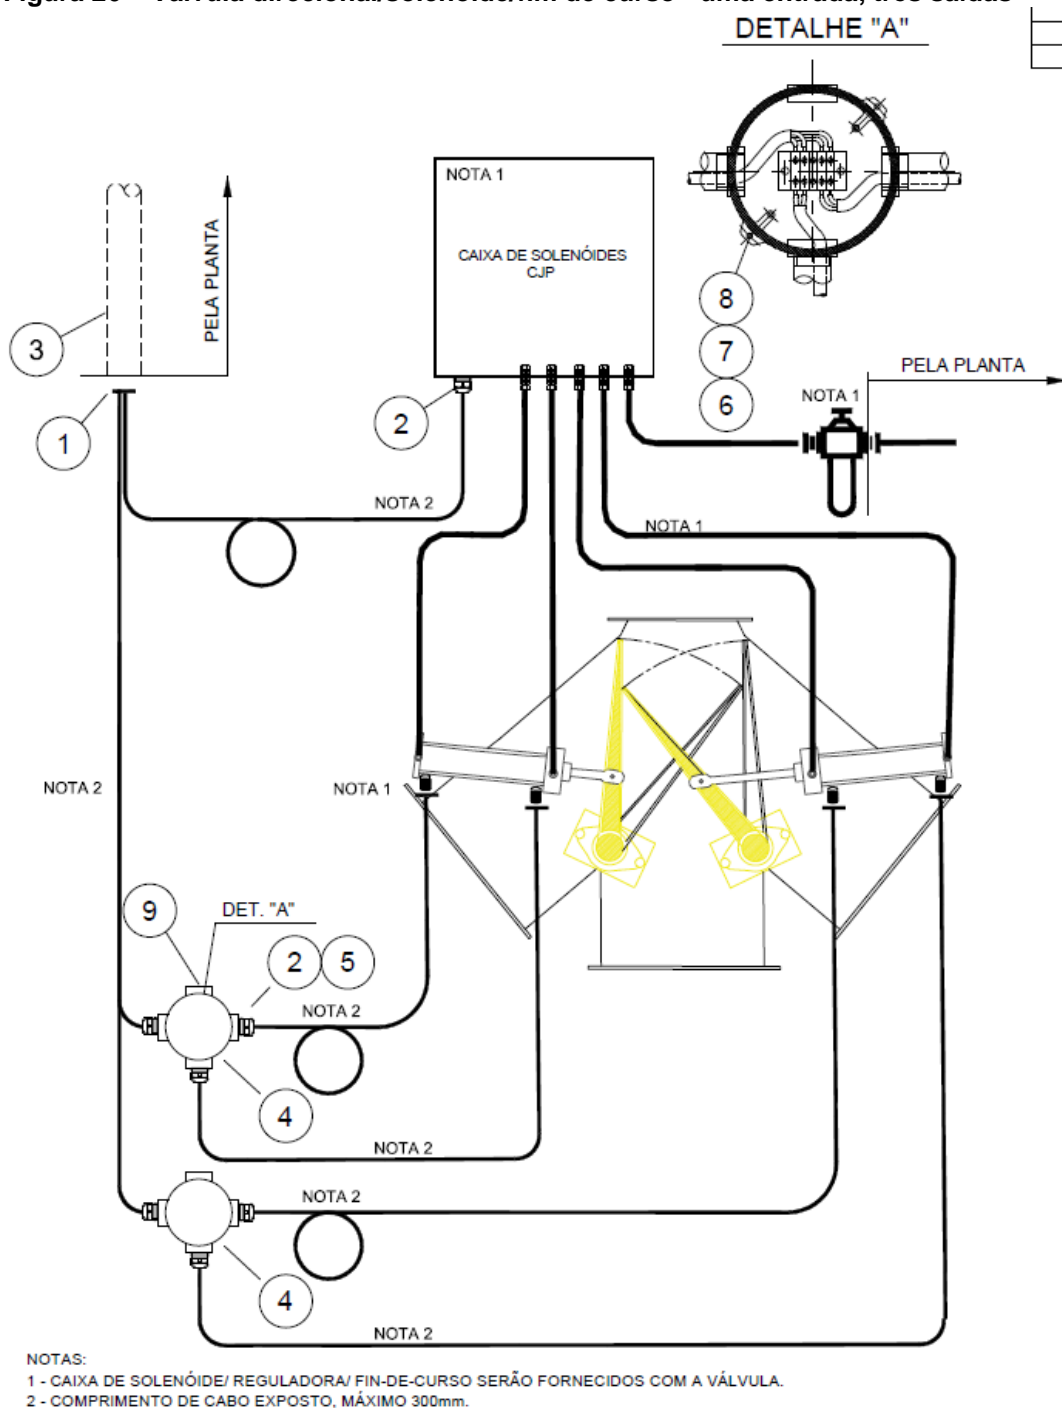 DETALHE "A"
NOTA 1
CAIXA DE SOLENÓIDES
CJP
PELA PLANTA
3
1
2
8
7
6
PELA PLANTA
NOTA 1
NOTA 2
NOTA 1
NOTA 2
NOTA 1
9
DET. "A"
2
5
NOTA 2
4
NOTA 2
NOTA 2
4
NOTA 2
NOTAS:
1 - CAIXA DE SOLENÓIDE/ REGULADORA/ FIN-DE-CURSO SERÃO FORNECIDOS COM A VÁLVULA.
2 - COMPRIMENTO DE CABO EXPOSTO, MÁXIMO 300mm.